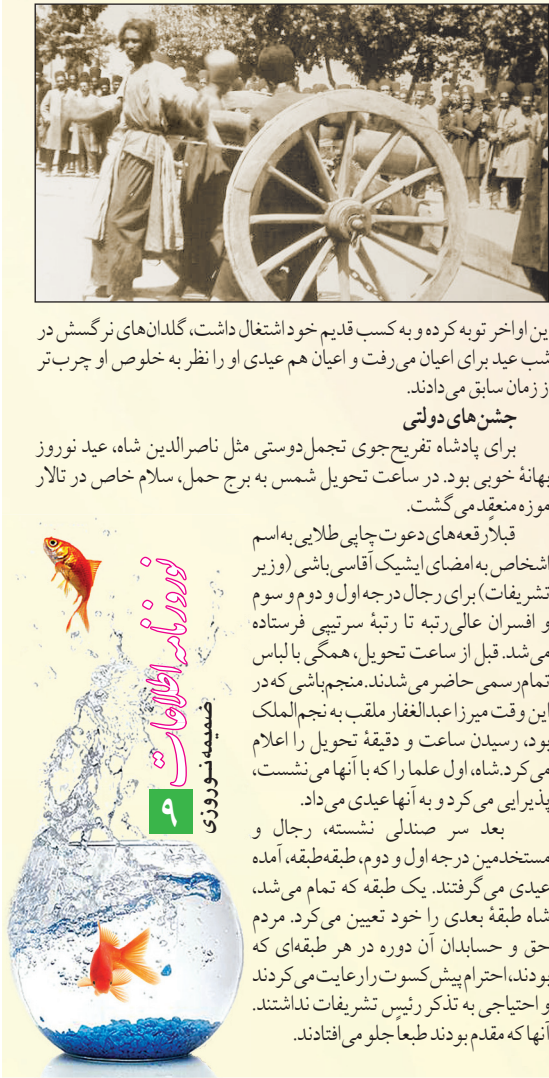 ین اواخر توبه کرده و به کسب قدیم خود اشتغال داشت، گلدان‌های نرگسش در
شب عید برای اعیان می‌رفت و اعیان هم عیدی او را نظر به خلوص او چرب‌تر
ز زمان سابق می‌دادند.
جشن‌های دولتی
برای پادشاه تفریح‌جوی تجمل‌دوستی مثل ناصرالدین شاه، عید نوروز
بهانهٔ خوبی بود. در ساعت تحویل شمس به برج حمل، سلام خاص در تالار
موزه منعقد می‌گشت.
قبلاً رقعه‌های دعوت چاپی طلایی به‌اسم
اشخاص به امضای ایشیک آقاسی‌باشی (وزیر
تشریفات) برای رجال درجه اول و دوم و سوم
و افسران عالی‌رتبه تا رتبهٔ سرتیپی فرستاده
می‌شد. قبل از ساعت تحویل، همگی با لباس
تمام‌رسمی حاضر می‌شدند. منجم‌باشی که در
این وقت میرزا عبدالغفار ملقب به نجم‌الملک
بود، رسیدن ساعت و دقیقهٔ تحویل را اعلام
می‌کرد. شاه، اول علما را که با آنها می‌نشست،
پذیرایی می‌کرد و به آنها عیدی می‌داد.
بعد سر صندلی نشسته، رجال و
مستخدمین درجه اول و دوم، طبقه‌طبقه، آمده
عیدی می‌گرفتند. یک طبقه که تمام می‌شد،
شاه طبقهٔ بعدی را خود تعیین می‌کرد. مردم
حق و حسابدان آن دوره در هر طبقه‌ای که
بودند، احترام پیش‌کسوت را رعایت می‌کردند
و احتیاجی به تذکر رئیس تشریفات نداشتند.
آنها که مقدم بودند طبعاً جلو می‌افتادند.
نوروزنامه اطلاعات
ضمیمه نوروزی
۹